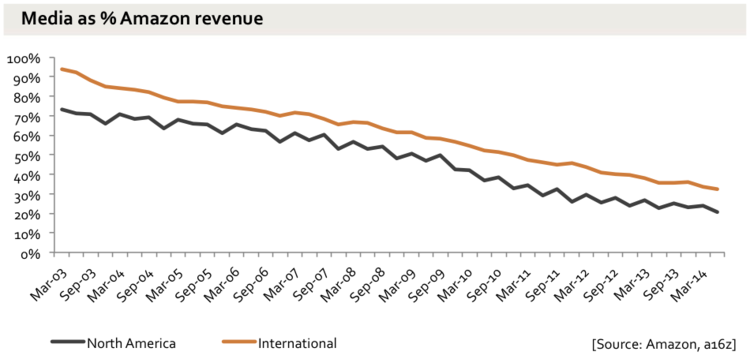 Media as % Amazon revenue
100%
90%
80%
70%
60%
50%
40%
30%
20%
10%
0%
Mar-03
Sep-03
Mar-04
Sep-04
Mar-05
Sep-05
Mar-06
Sep-06
Mar-07
Sep-07
Mar-08
Sep-08
Mar-09
Sep-09
Mar-10
Sep-10
Mar-11
Sep-11
Mar-12
Sep-12
Mar-13
Sep-13
Mar-14
North America
International
[Source: Amazon, a16z]